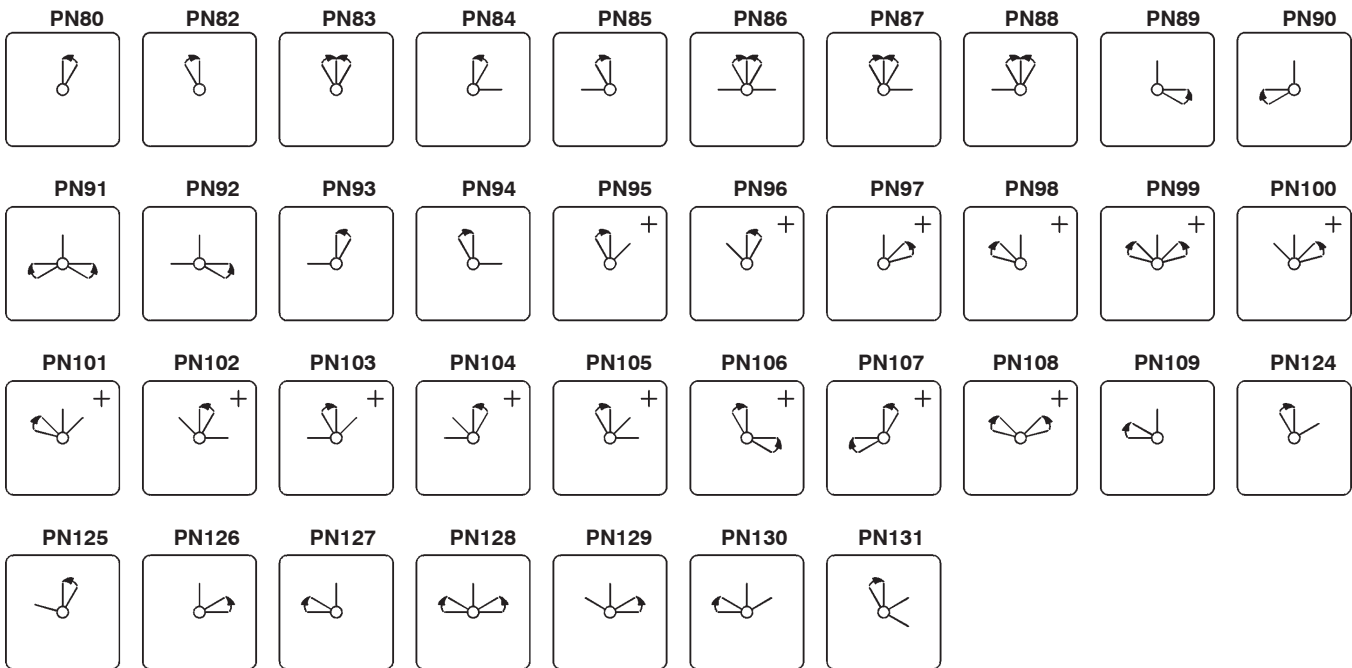 PN80 PN82 PN83 PN84 PN85 PN86 PN87 PN88 PN89 PN90
PN91 PN92 PN93 PN94 PN95 PN96 PN97 PN98 PN99 PN100
+ + + + + +
PN101 PN102 PN103 PN104 PN105 PN106 PN107 PN108 PN109 PN124
+ + + + + + + +
PN125 PN126 PN127 PN128 PN129 PN130 PN131